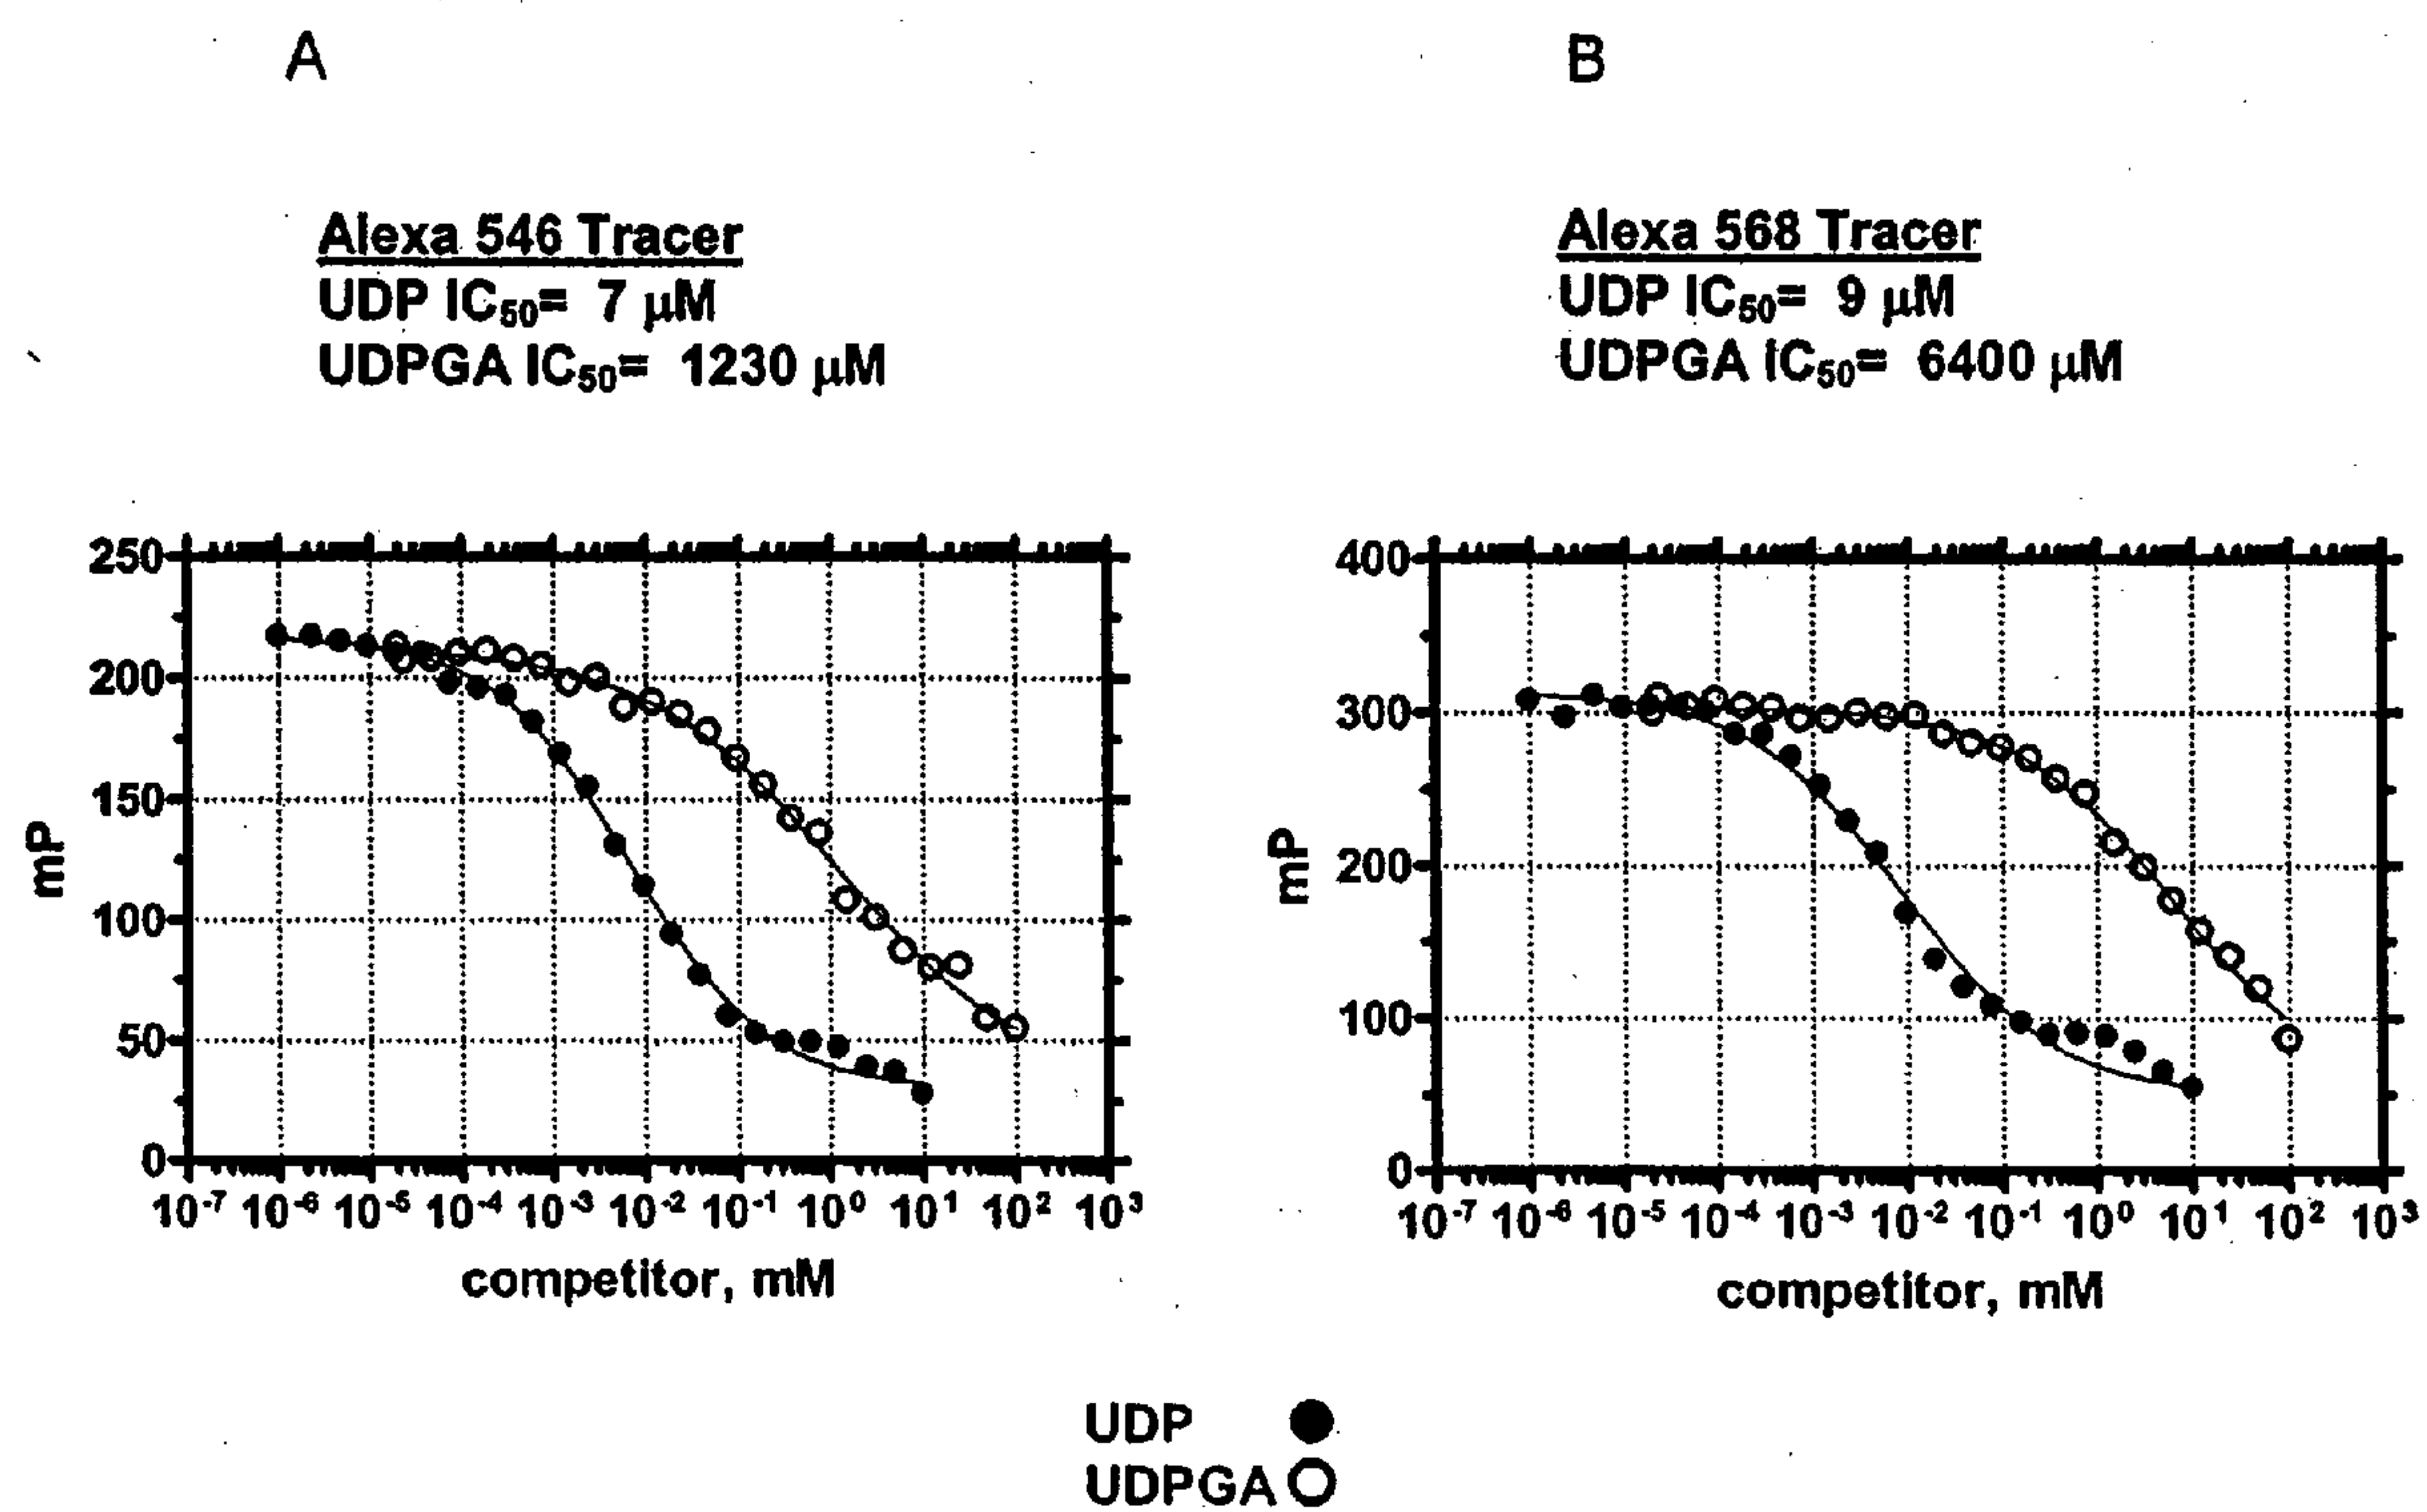 A
B
Alexa 546 Tracer
UDP IC₅₀= 7 µM
UDPGA IC₅₀= 1230 µM
Alexa 568 Tracer
UDP IC₅₀= 9 µM
UDPGA IC₅₀= 6400 µM
250
200
150
100
50
0
mP
10⁻⁷ 10⁻⁶ 10⁻⁵ 10⁻⁴ 10⁻³ 10⁻² 10⁻¹ 10⁰ 10¹ 10² 10³
competitor, mM
400
300
200
100
0
mP
10⁻⁷ 10⁻⁶ 10⁻⁵ 10⁻⁴ 10⁻³ 10⁻² 10⁻¹ 10⁰ 10¹ 10² 10³
competitor, mM
UDP
UDPGA